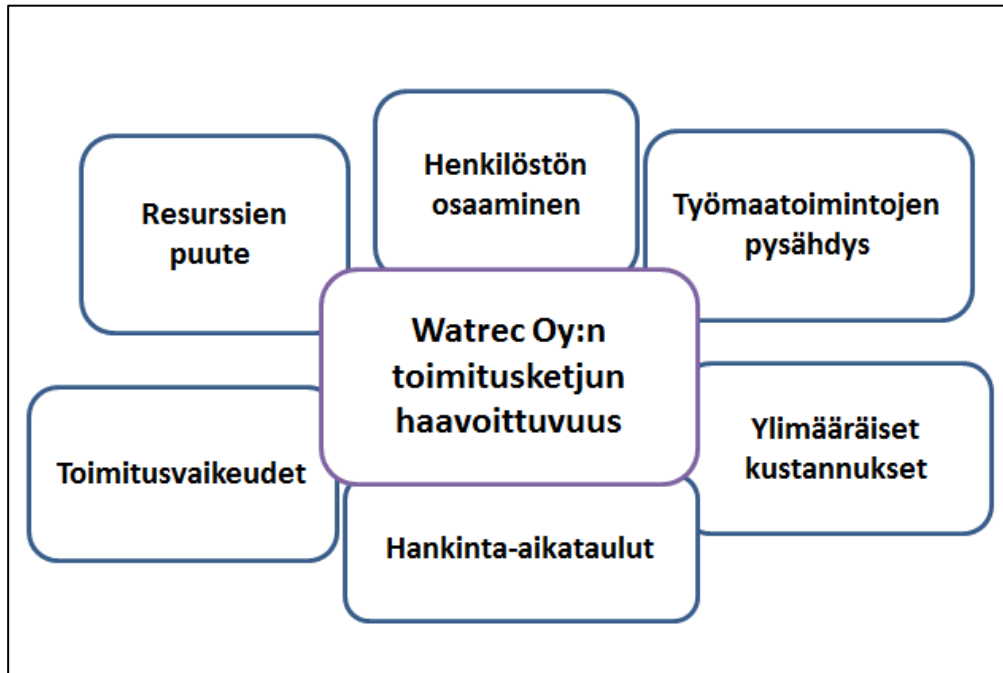 Henkilöstön
osaaminen
Resurssien
puute
Työmaatoimintojen
pysähdys
Watrec Oy:n
toimitusketjun
haavoittuvuus
Toimitusvaikeudet
Ylimääräiset
kustannukset
Hankinta-aikataulut